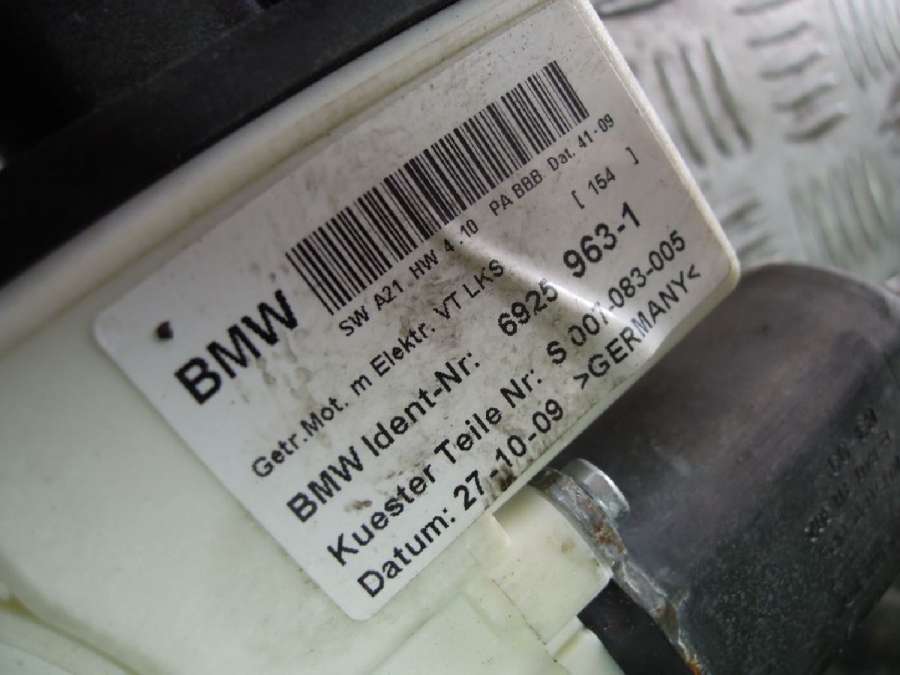 BMW
SW A21 HW 4.10 PA BBB Dat. 41-09
Getr.Mot. m Elektr. VT LKS [ 154 ]
BMW Ident-Nr: 6925 963-1
Kuester Teile Nr: S 007.083-005
Datum: 27-10-09 >GERMANY<